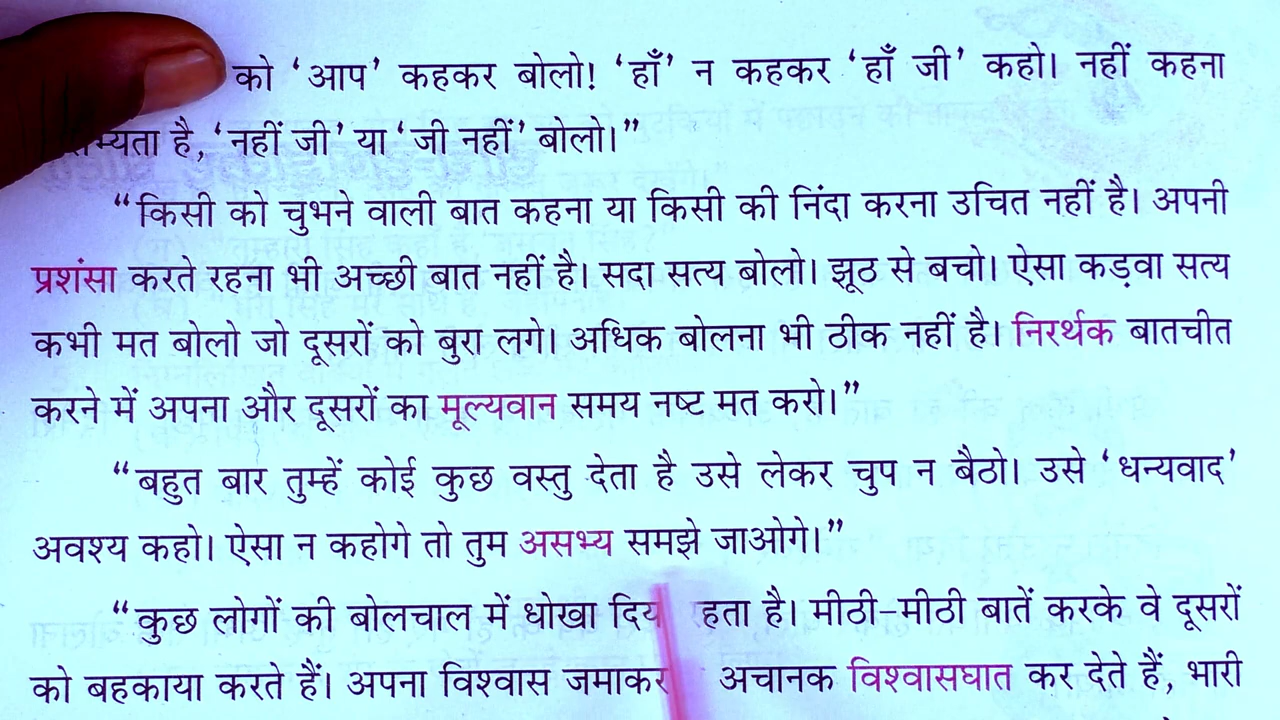 को ‘आप’ कहकर बोलो! ‘हाँ’ न कहकर ‘हाँ जी’ कहो। नहीं कहना
है, ‘नहीं जी’ या ‘जी नहीं’ बोलो।”
“किसी को चुभने वाली बात कहना या किसी की निंदा करना उचित नहीं है। अपनी
प्रशंसा करते रहना भी अच्छी बात नहीं है। सदा सत्य बोलो। झूठ से बचो। ऐसा कड़वा सत्य
कभी मत बोलो जो दूसरों को बुरा लगे। अधिक बोलना भी ठीक नहीं है। निरर्थक बातचीत
करने में अपना और दूसरों का मूल्यवान समय नष्ट मत करो।”
“बहुत बार तुम्हें कोई कुछ वस्तु देता है उसे लेकर चुप न बैठो। उसे ‘धन्यवाद’
अवश्य कहो। ऐसा न कहोगे तो तुम असभ्य समझे जाओगे।”
“कुछ लोगों की बोलचाल में धोखा है। मीठी-मीठी बातें करके वे दूसरों
को बहकाया करते हैं। अपना विश्वास जमाकर अचानक विश्वासघात कर देते हैं, भारी